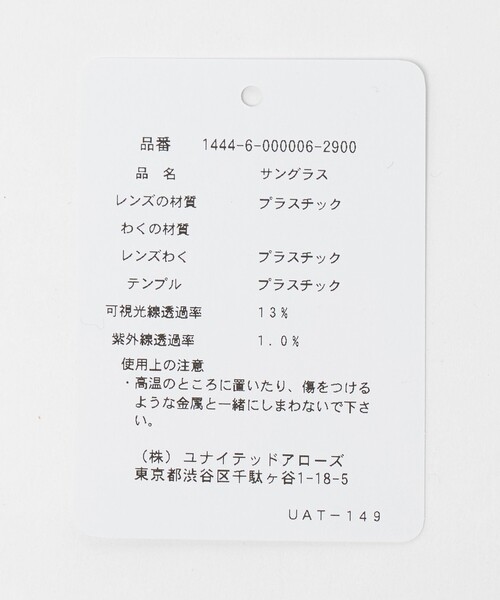 品番 1444-6-000006-2900
品 名 サングラス
レンズの材質 プラスチック
わくの材質
レンズわく プラスチック
テンプル プラスチック
可視光線透過率 13%
紫外線透過率 1.0%
使用上の注意
・高温のところに置いたり、傷をつける
ような金属と一緒にしまわないで下さ
い。
（株）ユナイテッドアローズ
東京都渋谷区千駄ヶ谷1-18-5
UAT-149